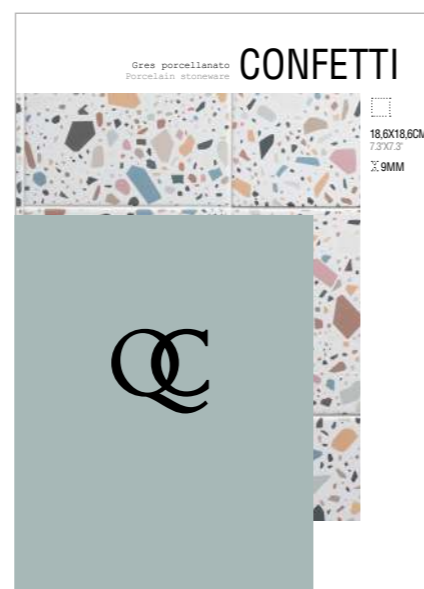 Gres porcellanato
Porcelain stoneware
CONFETTI
18,6X18,6CM
7.3"X7.3"
9MM
QC